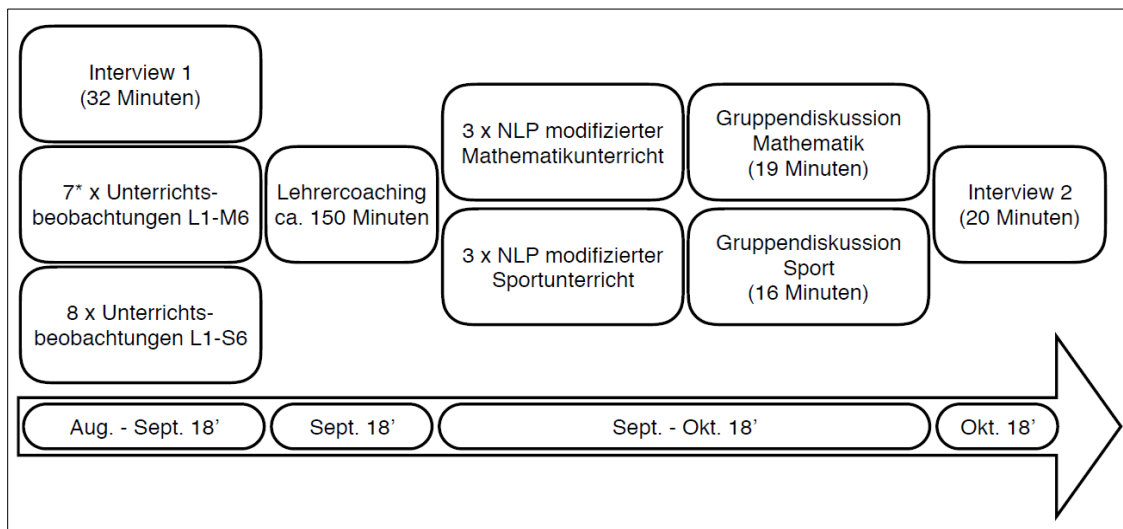 Interview 1
(32 Minuten)
7* x Unterrichts-
beobachtungen L1-M6
8 x Unterrichts-
beobachtungen L1-S6
Lehrercoaching
ca. 150 Minuten
3 x NLP modifizierter
Mathematikunterricht
3 x NLP modifizierter
Sportunterricht
Gruppendiskussion
Mathematik
(19 Minuten)
Gruppendiskussion
Sport
(16 Minuten)
Interview 2
(20 Minuten)
Aug. - Sept. 18’
Sept. 18’
Sept. - Okt. 18’
Okt. 18’